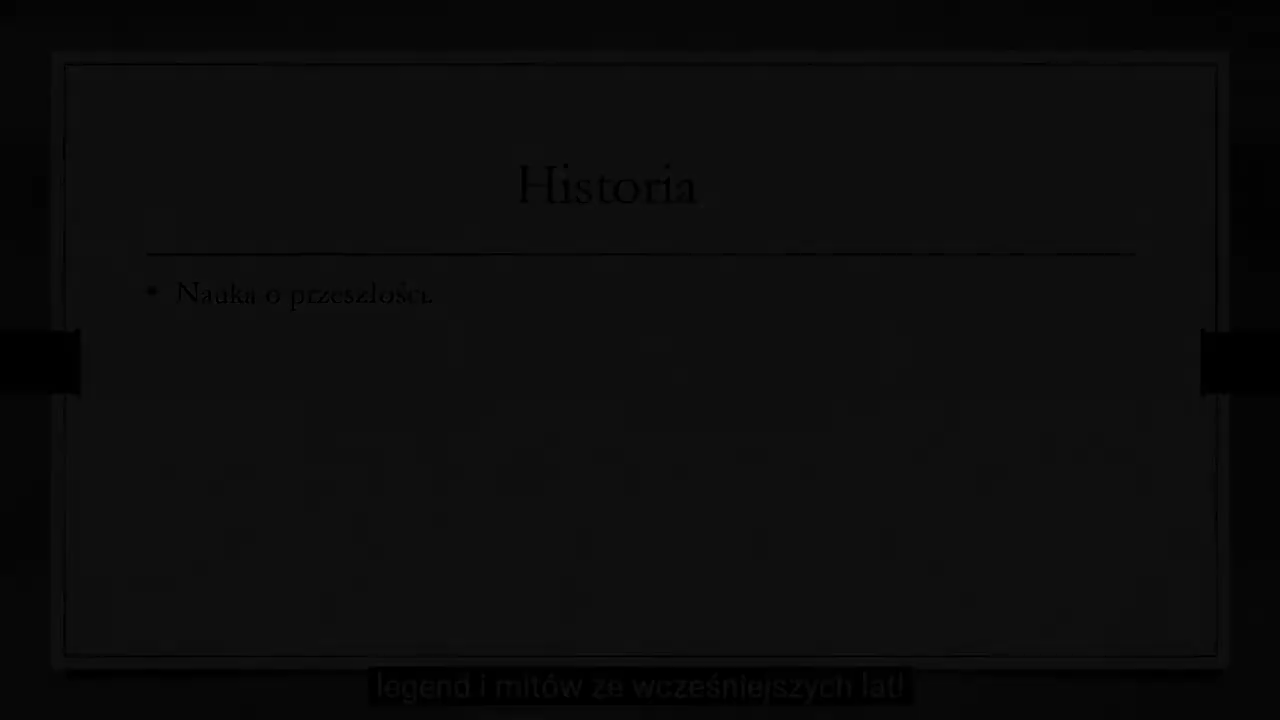 Historia
• Nauka o przeszłości.
legend i mitów ze wcześniejszych lat!